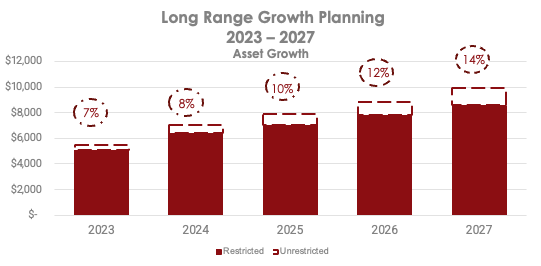 Long Range Growth Planning
2023 – 2027
Asset Growth
$12,000
$10,000
$8,000
$6,000
$4,000
$2,000
$-
7%
8%
10%
12%
14%
2023 2024 2025 2026 2027
Restricted Unrestricted